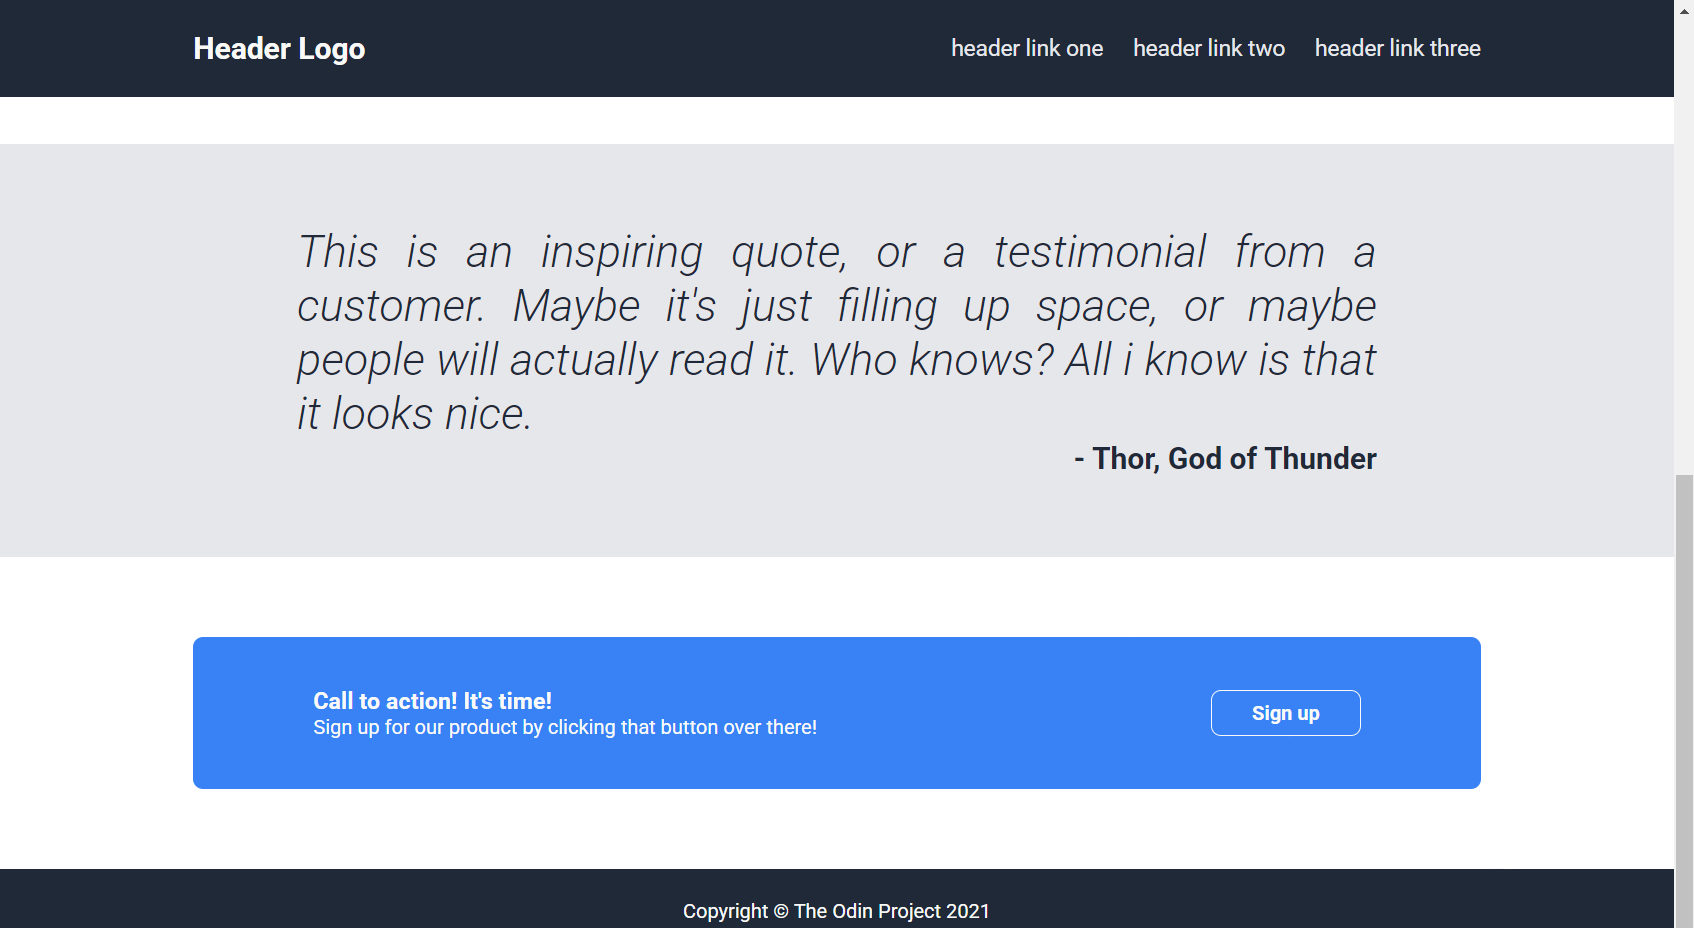 Header Logo
header link one header link two header link three
This is an inspiring quote, or a testimonial from a
customer. Maybe it's just filling up space, or maybe
people will actually read it. Who knows? All i know is that
it looks nice.
- Thor, God of Thunder
Call to action! It's time!
Sign up for our product by clicking that button over there!
Sign up
Copyright © The Odin Project 2021